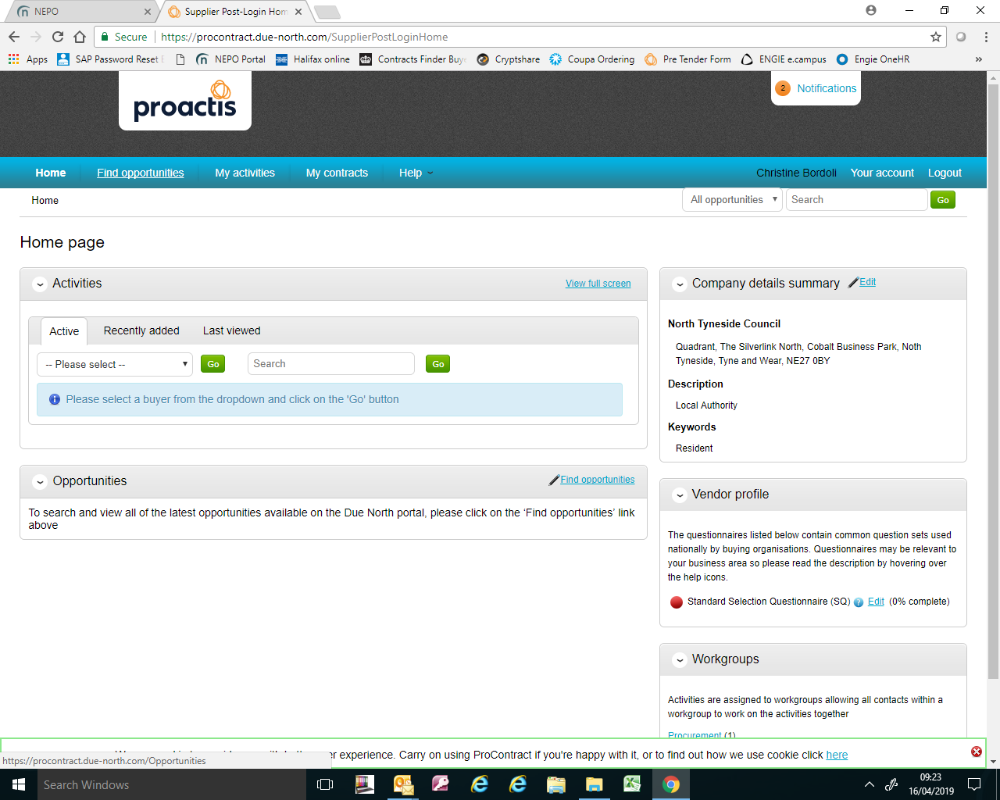 NEPO
Supplier Post-Login Hom
Secure https://procontract.due-north.com/SupplierPostLoginHome
Apps SAP Password Reset NEPO Portal Halifax online Contracts Finder Buye Cryptshare Coupa Ordering Pre Tender Form ENGIE e.campus Engie OneHR »
proactis
2 Notifications
Home Find opportunities My activities My contracts Help Christine Bordoli Your account Logout
Home All opportunities Search Go
Home page
Activities View full screen
Active Recently added Last viewed
-- Please select -- Go Search Go
Please select a buyer from the dropdown and click on the 'Go' button
Opportunities Find opportunities
To search and view all of the latest opportunities available on the Due North portal, please click on the ‘Find opportunities’ link
above
Company details summary Edit
North Tyneside Council
Quadrant, The Silverlink North, Cobalt Business Park, Noth
Tyneside, Tyne and Wear, NE27 0BY
Description
Local Authority
Keywords
Resident
Vendor profile
The questionnaires listed below contain common question sets used
nationally by buying organisations. Questionnaires may be relevant to
your business area so please read the description by hovering over
the help icons.
Standard Selection Questionnaire (SQ) ? Edit (0% complete)
Workgroups
Activities are assigned to workgroups allowing all contacts within a
workgroup to work on the activities together
Procurement (1)
experience. Carry on using ProContract if you're happy with it, or to find out how we use cookie click here
https://procontract.due-north.com/Opportunities
Search Windows
09:23
16/04/2019